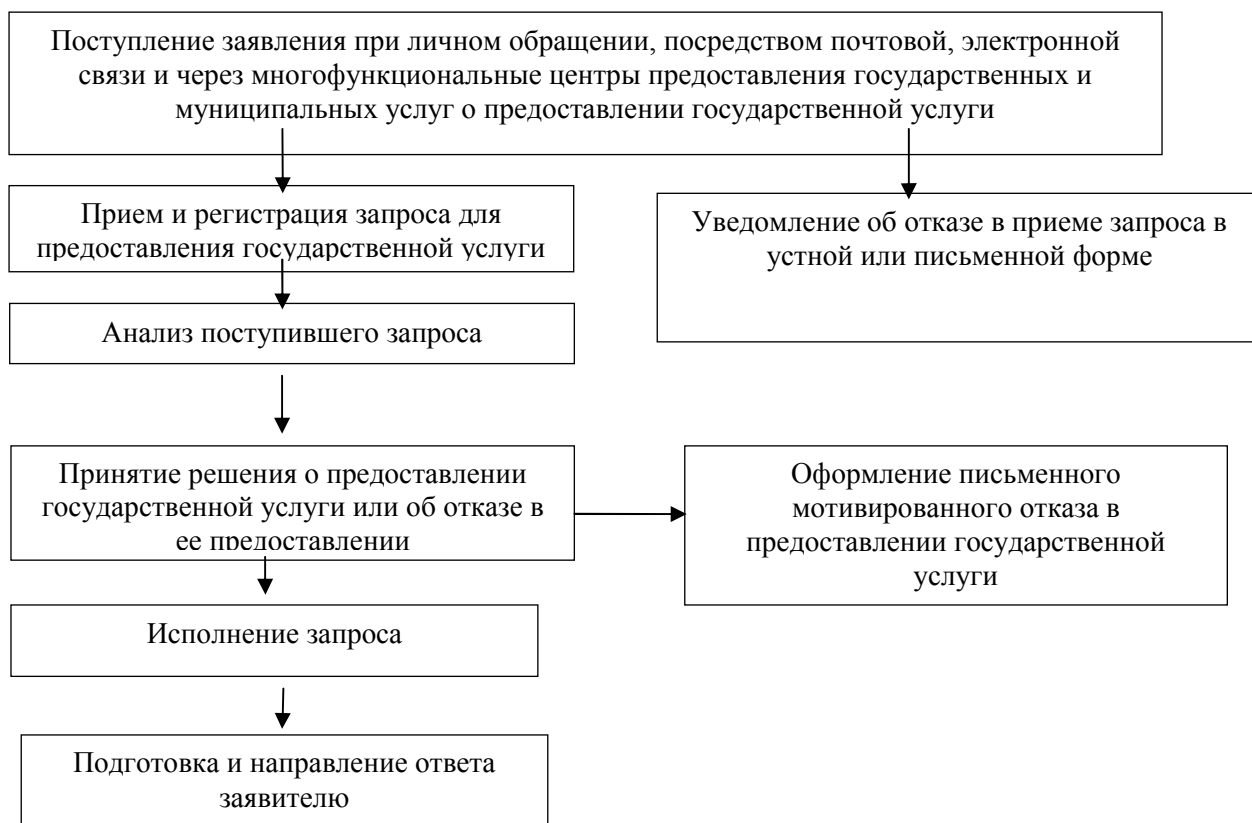 Поступление заявления при личном обращении, посредством почтовой, электронной
связи и через многофункциональные центры предоставления государственных и
муниципальных услуг о предоставлении государственной услуги
Прием и регистрация запроса для
предоставления государственной услуги
Уведомление об отказе в приеме запроса в
устной или письменной форме
Анализ поступившего запроса
Принятие решения о предоставлении
государственной услуги или об отказе в
ее предоставлении
Оформление письменного
мотивированного отказа в
предоставлении государственной
услуги
Исполнение запроса
Подготовка и направление ответа
заявителю